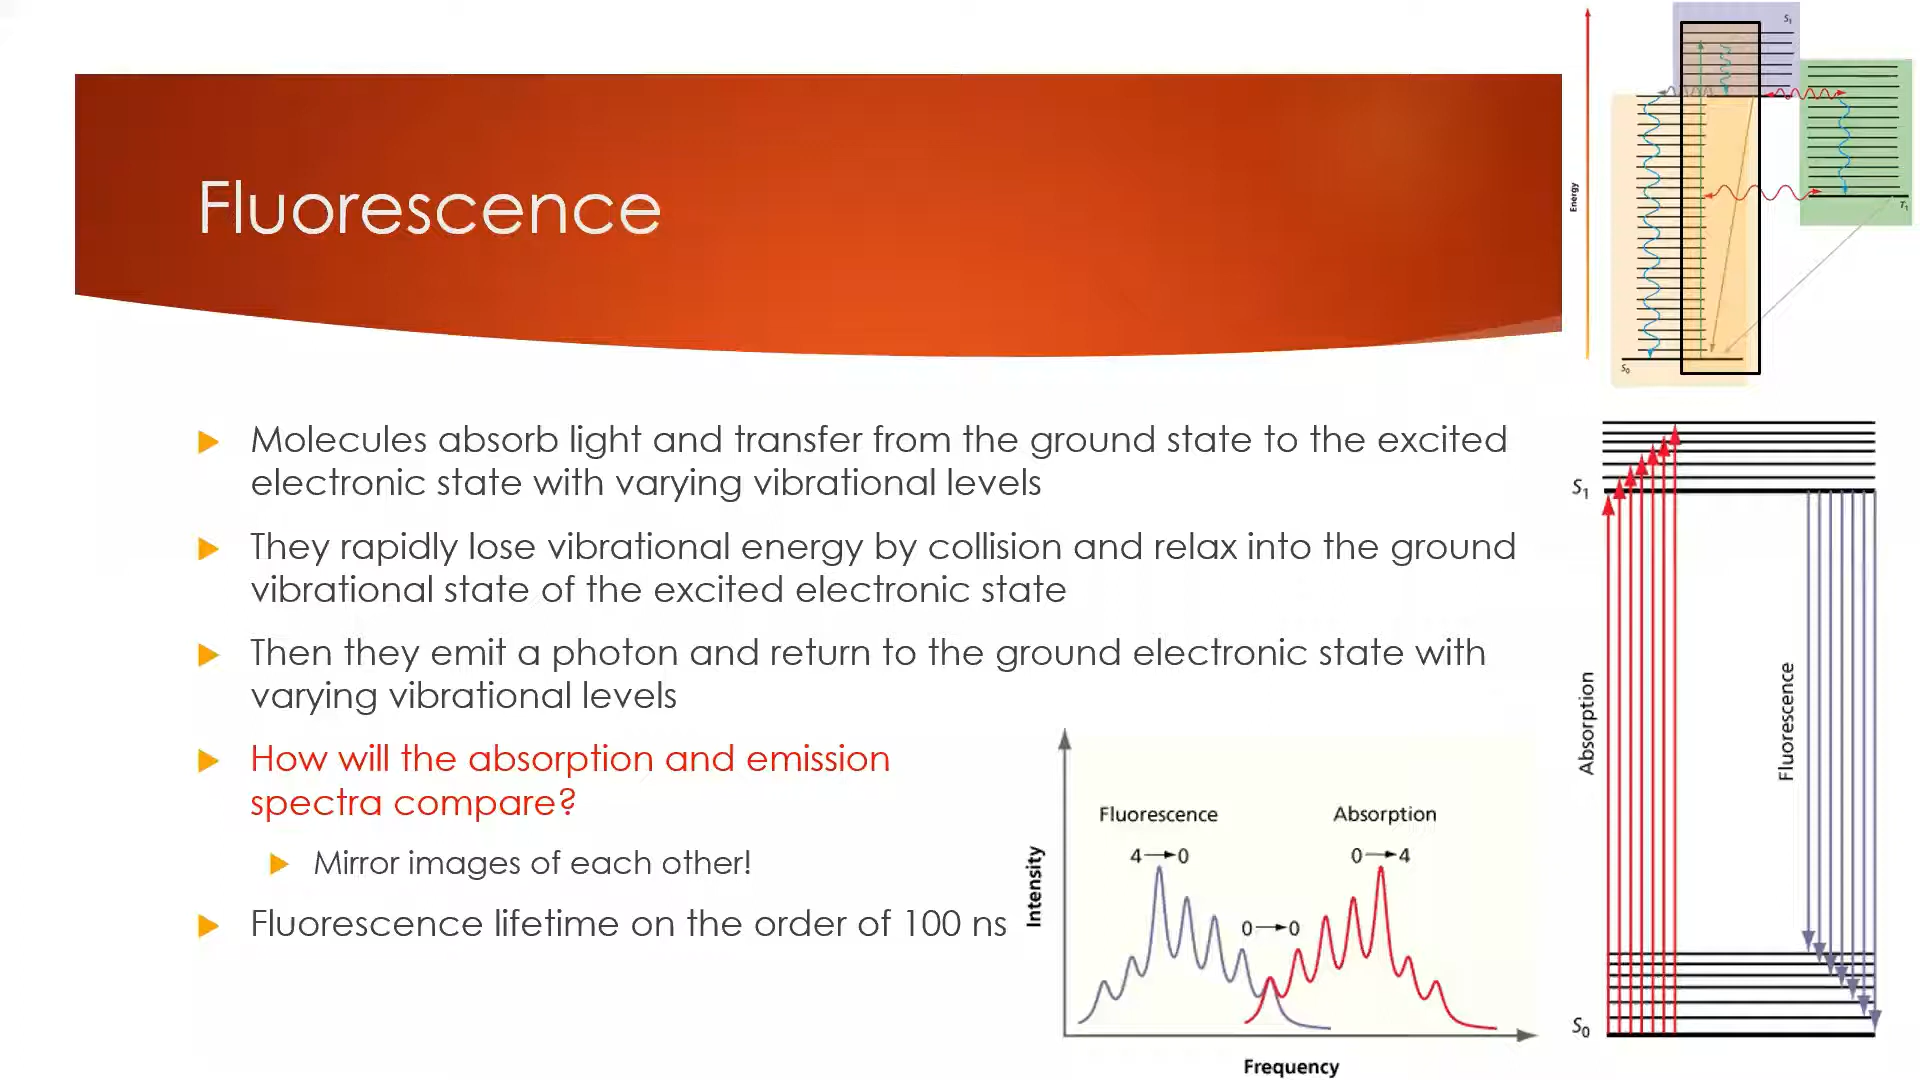 Fluorescence
Molecules absorb light and transfer from the ground state to the excited
electronic state with varying vibrational levels
They rapidly lose vibrational energy by collision and relax into the ground
vibrational state of the excited electronic state
Then they emit a photon and return to the ground electronic state with
varying vibrational levels
How will the absorption and emission
spectra compare?
Mirror images of each other!
Fluorescence lifetime on the order of 100 ns
Intensity
Fluorescence
Absorption
4→0
0→4
0→0
Frequency
Energy
S1
T1
S0
S1
Absorption
Fluorescence
S0